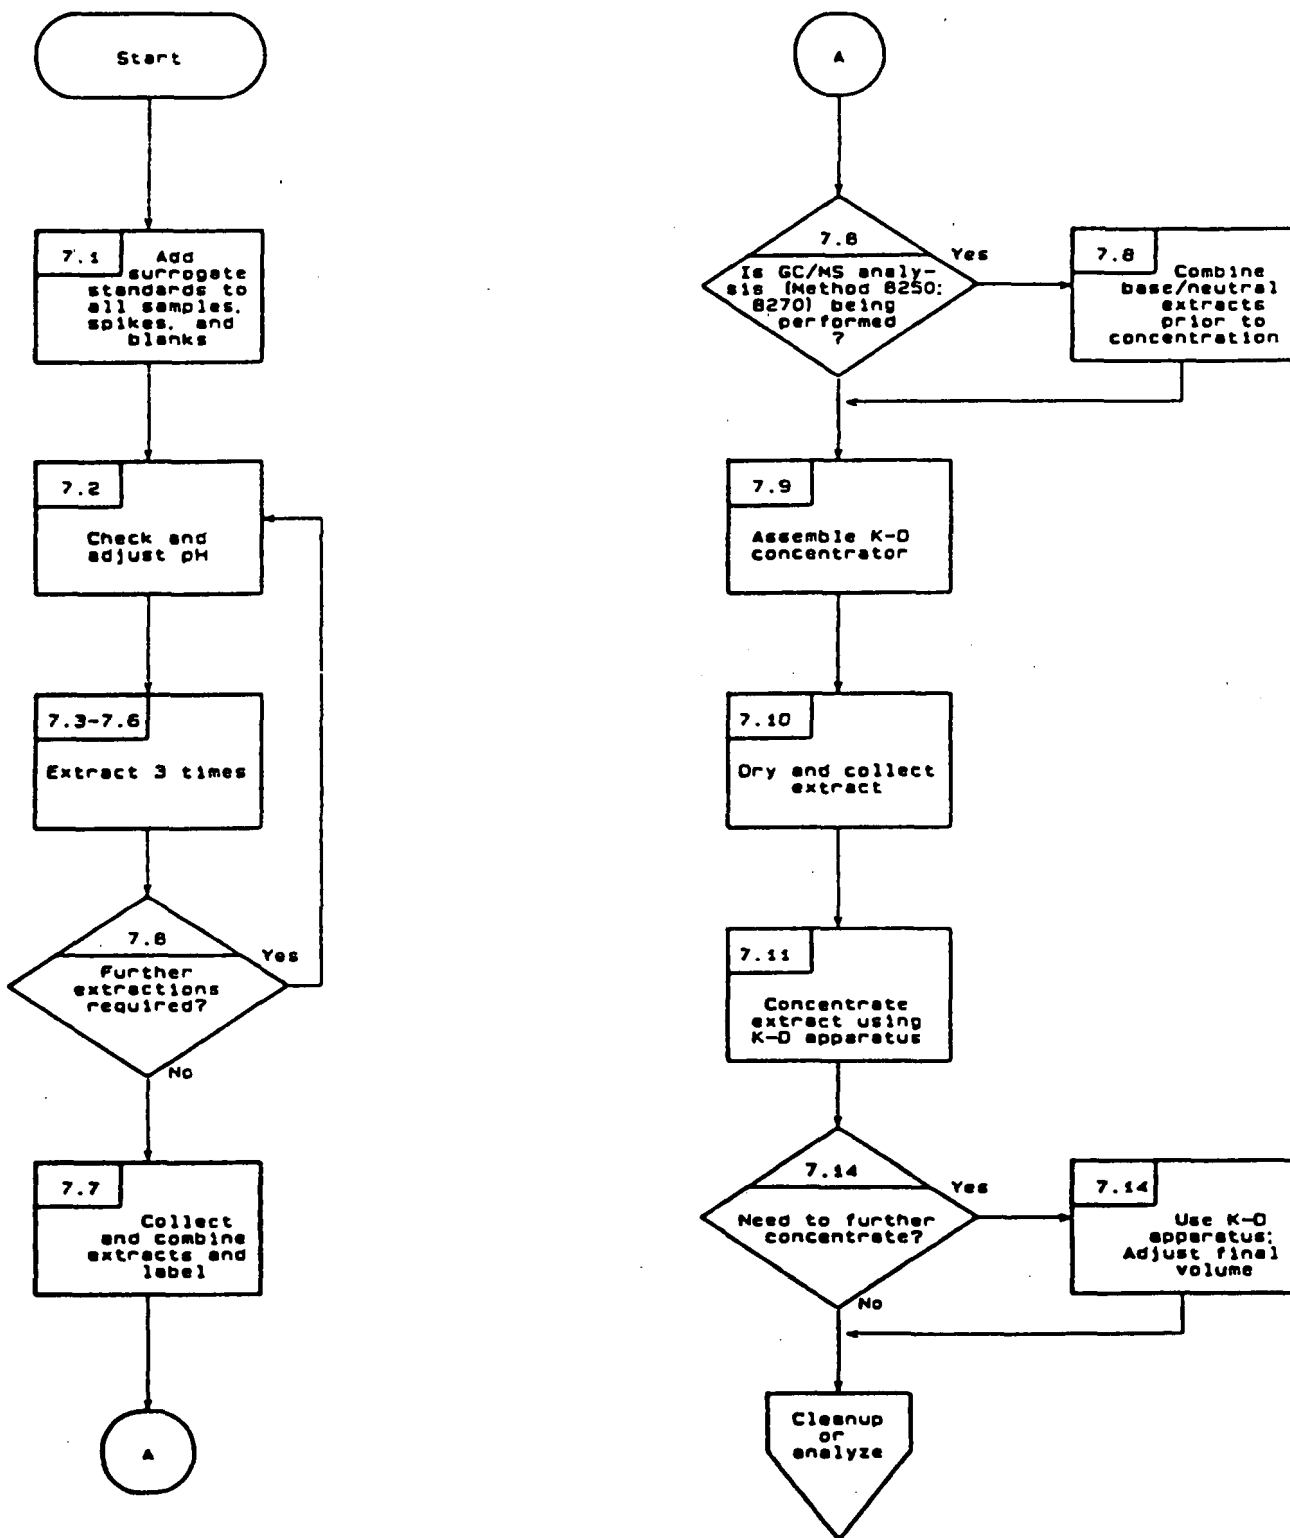 Start
7.1
Add
surrogate
standards to
all samples,
spikes, and
blanks
7.2
Check and
adjust pH
7.3-7.6
Extract 3 times
7.8
Further
extractions
required?
Yes
No
7.7
Collect
and combine
extracts and
label
A
A
7.8
Is GC/MS analy-
sis (Method 8250;
8270) being
performed
?
Yes
7.8
Combine
base/neutral
extracts
prior to
concentration
7.9
Assemble K-D
concentrator
7.10
Dry and collect
extract
7.11
Concentrate
extract using
K-D apparatus
7.14
Need to further
concentrate?
Yes
No
7.14
Use K-D
apparatus;
Adjust final
volume
Cleanup
or
analyze